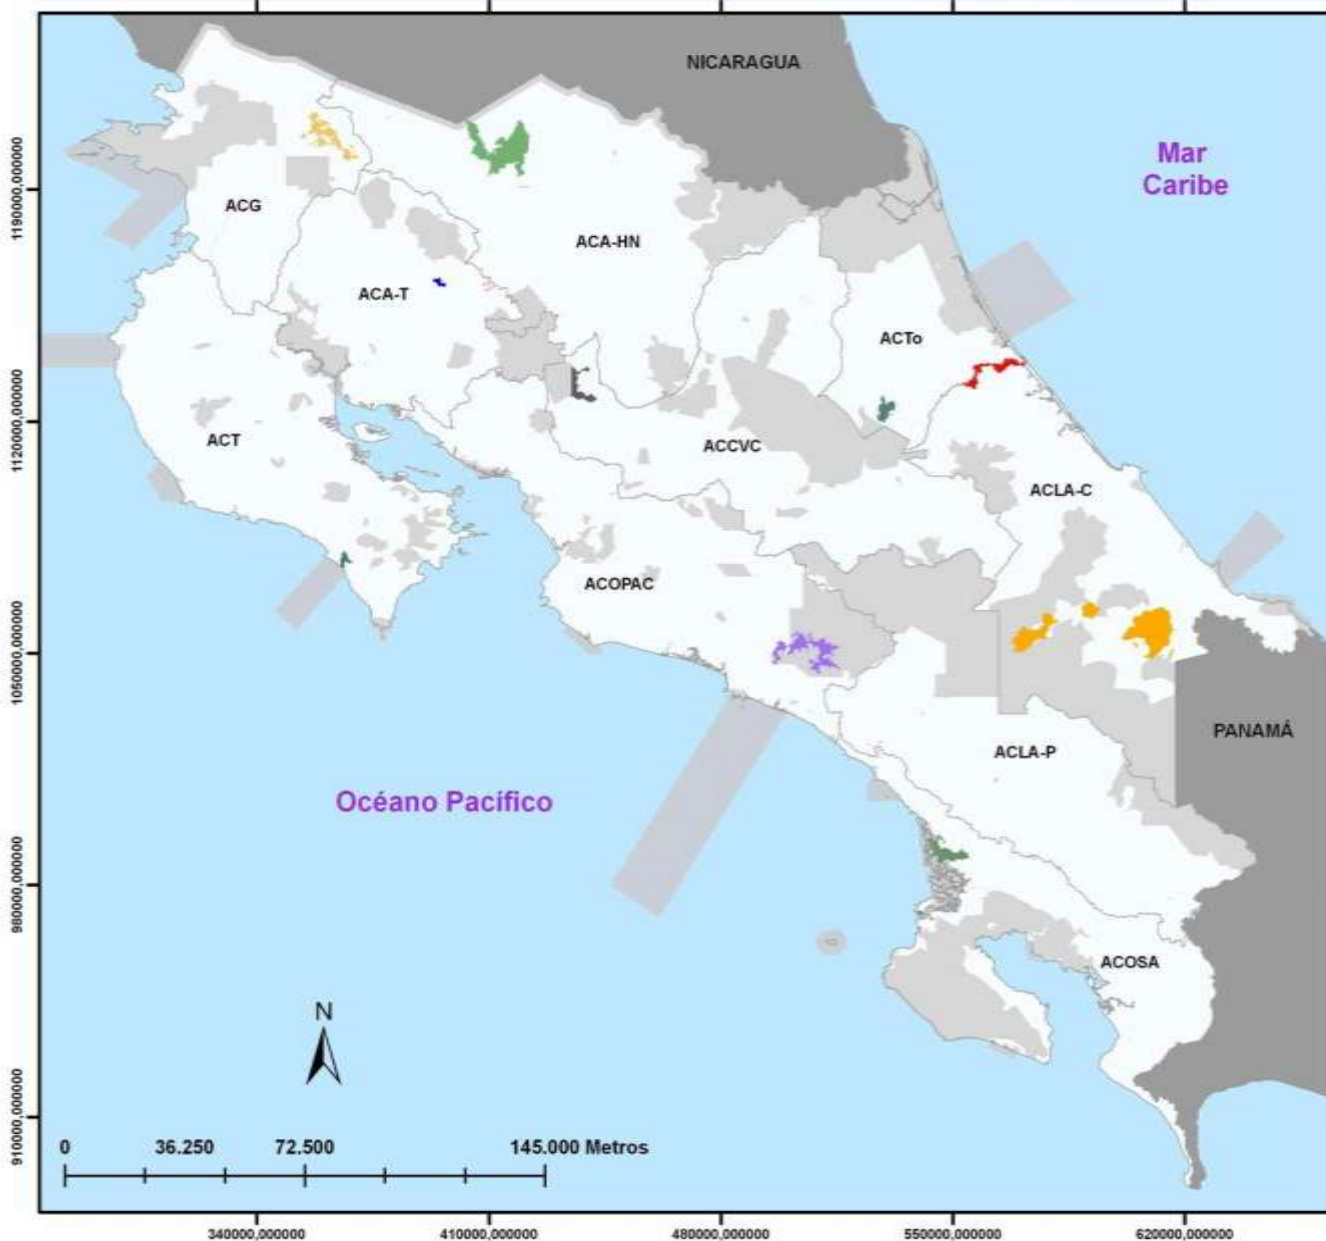 NICARAGUA
Mar
Caribe
ACG
ACA-HN
ACA-T
ACTo
ACT
ACCVC
ACLA-C
ACOPAC
PANAMÁ
ACLA-P
Océano Pacífico
ACOSA
N
0 36.250 72.500 145.000 Metros
1190000,000000
1120000,000000
1050000,000000
980000,000000
910000,000000
340000,000000 410000,000000 480000,000000 550000,000000 620000,000000